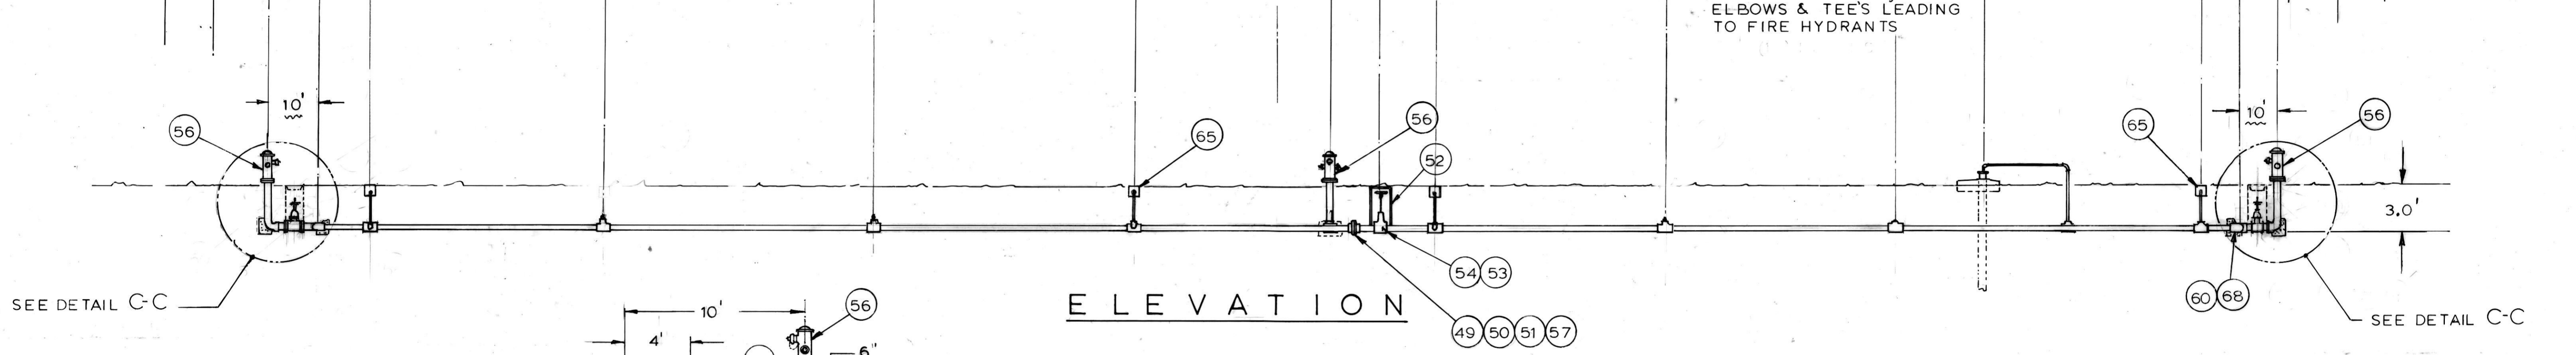 ELBOWS & TEE'S LEADING
TO FIRE HYDRANTS
10'
56
65
56
52
65
10'
56
3.0'
54 53
60 68
SEE DETAIL C-C
ELEVATION
49 50 51 57
SEE DETAIL C-C
10'
56
4'
6"